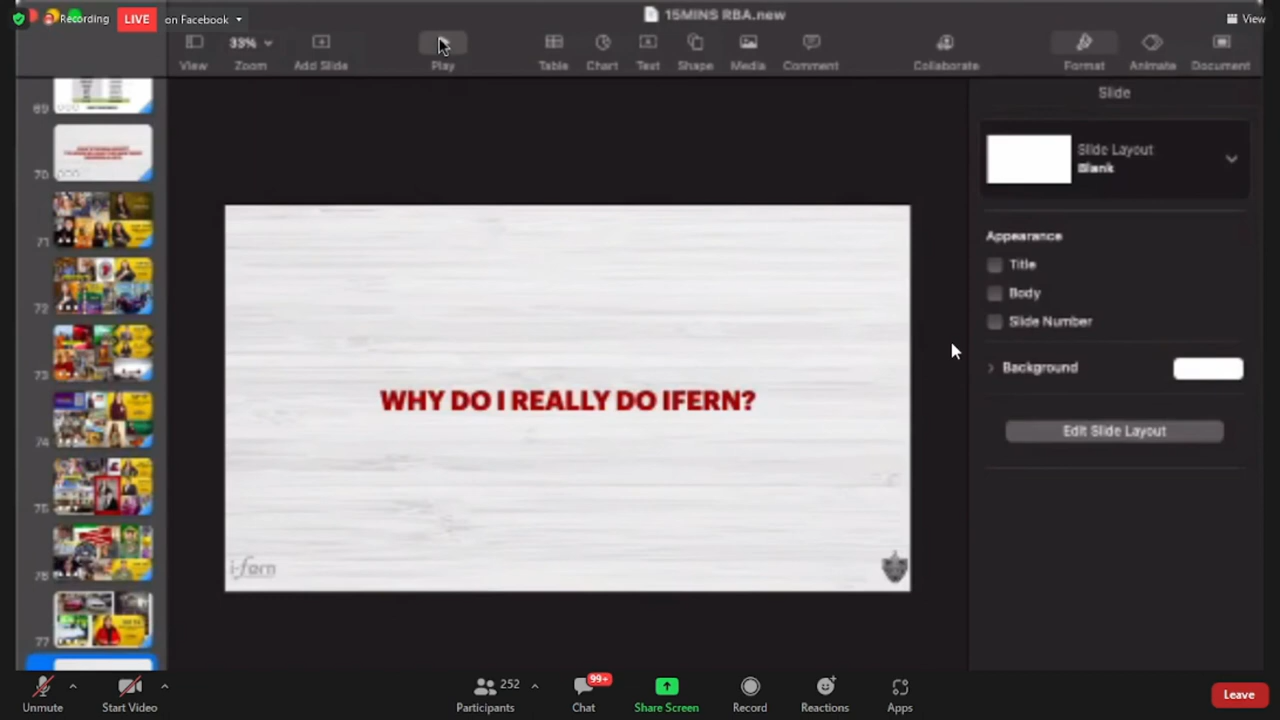 Recording
LIVE
on Facebook
15MINS RBA.new
View
33%
View
Zoom
Add Slide
Play
Table
Chart
Text
Shape
Media
Comment
Collaborate
Format
Animate
Document
69
70
71
72
73
74
75
76
77
WHY DO I REALLY DO IFERN?
i-fern
Slide
Slide Layout
Blank
Appearance
Title
Body
Slide Number
Background
Edit Slide Layout
Unmute
Start Video
252
Participants
99+
Chat
Share Screen
Record
Reactions
Apps
Leave